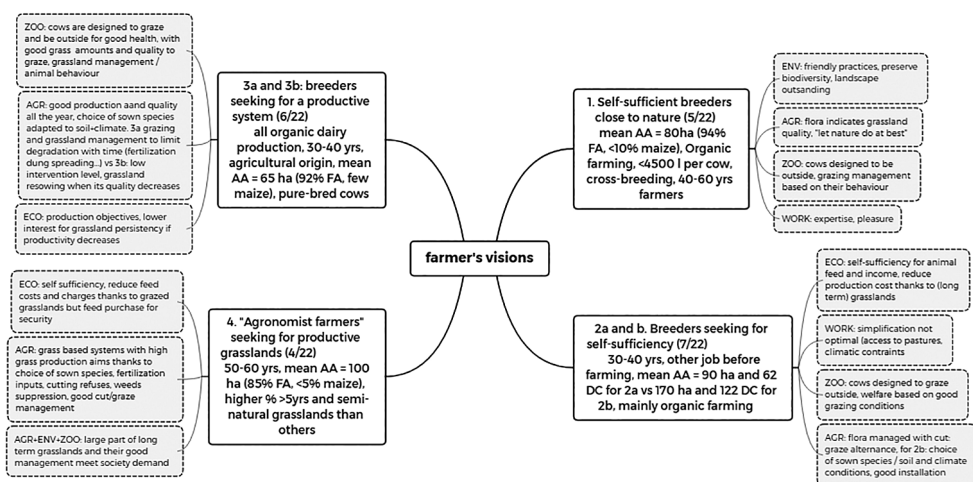 ZOO: cows are designed to graze
and be outside for good health, with
good grass amounts and quality to
graze, grassland management /
animal behaviour
AGR: good production aand quality
all the year, choice of sown species
adapted to soil+climate. 3a grazing
and grassland management to limit
degradation with time (fertilization
dung spreading...) vs 3b: low
intervention level, grassland
resowing when its quality decreases
ECO: production objectives, lower
interest for grassland persistency if
productivity decreases
3a and 3b: breeders
seeking for a productive
system (6/22)
all organic dairy
production, 30-40 yrs,
agricultural origin, mean
AA = 65 ha (92% FA, few
maize), pure-bred cows
1. Self-sufficient breeders
close to nature (5/22)
mean AA = 80ha (94%
FA, <10% maize), Organic
farming, <4500 l per cow,
cross-breeding, 40-60 yrs
farmers
ENV: friendly practices, preserve
biodiversity, landscape
outsanding
AGR: flora indicates grassland
quality, "let nature do at best"
ZOO: cows designed to be
outside, grazing management
based on their behaviour
WORK: expertise, pleasure
farmer's visions
ECO: self sufficiency, reduce feed
costs and charges thanks to grazed
grasslands but feed purchase for
security
AGR: grass based systems with high
grass production aims thanks to
choice of sown species, fertilization
inputs, cutting refuses, weeds
suppression, good cut/graze
management
AGR+ENV+ZOO: large part of long
term grasslands and their good
management meet society demand
4. "Agronomist farmers"
seeking for productive
grasslands (4/22)
50-60 yrs, mean AA = 100
ha (85% FA, <5% maize),
higher % >5yrs and semi-
natural grasslands than
others
2a and b. Breeders seeking for
self-sufficiency (7/22)
30-40 yrs, other job before
farming, mean AA = 90 ha and 62
DC for 2a vs 170 ha and 122 DC for
2b, mainly organic farming
ECO: self-sufficiency for animal
feed and income, reduce
production cost thanks to (long
term) grasslands
WORK: simplification not
optimal (access to pastures,
climatic contraints
ZOO: cows designed to graze
outside, welfare based on good
grazing conditions
AGR: flora managed with cut:
graze alternance, for 2b: choice
of sown species / soil and climate
conditions, good installation